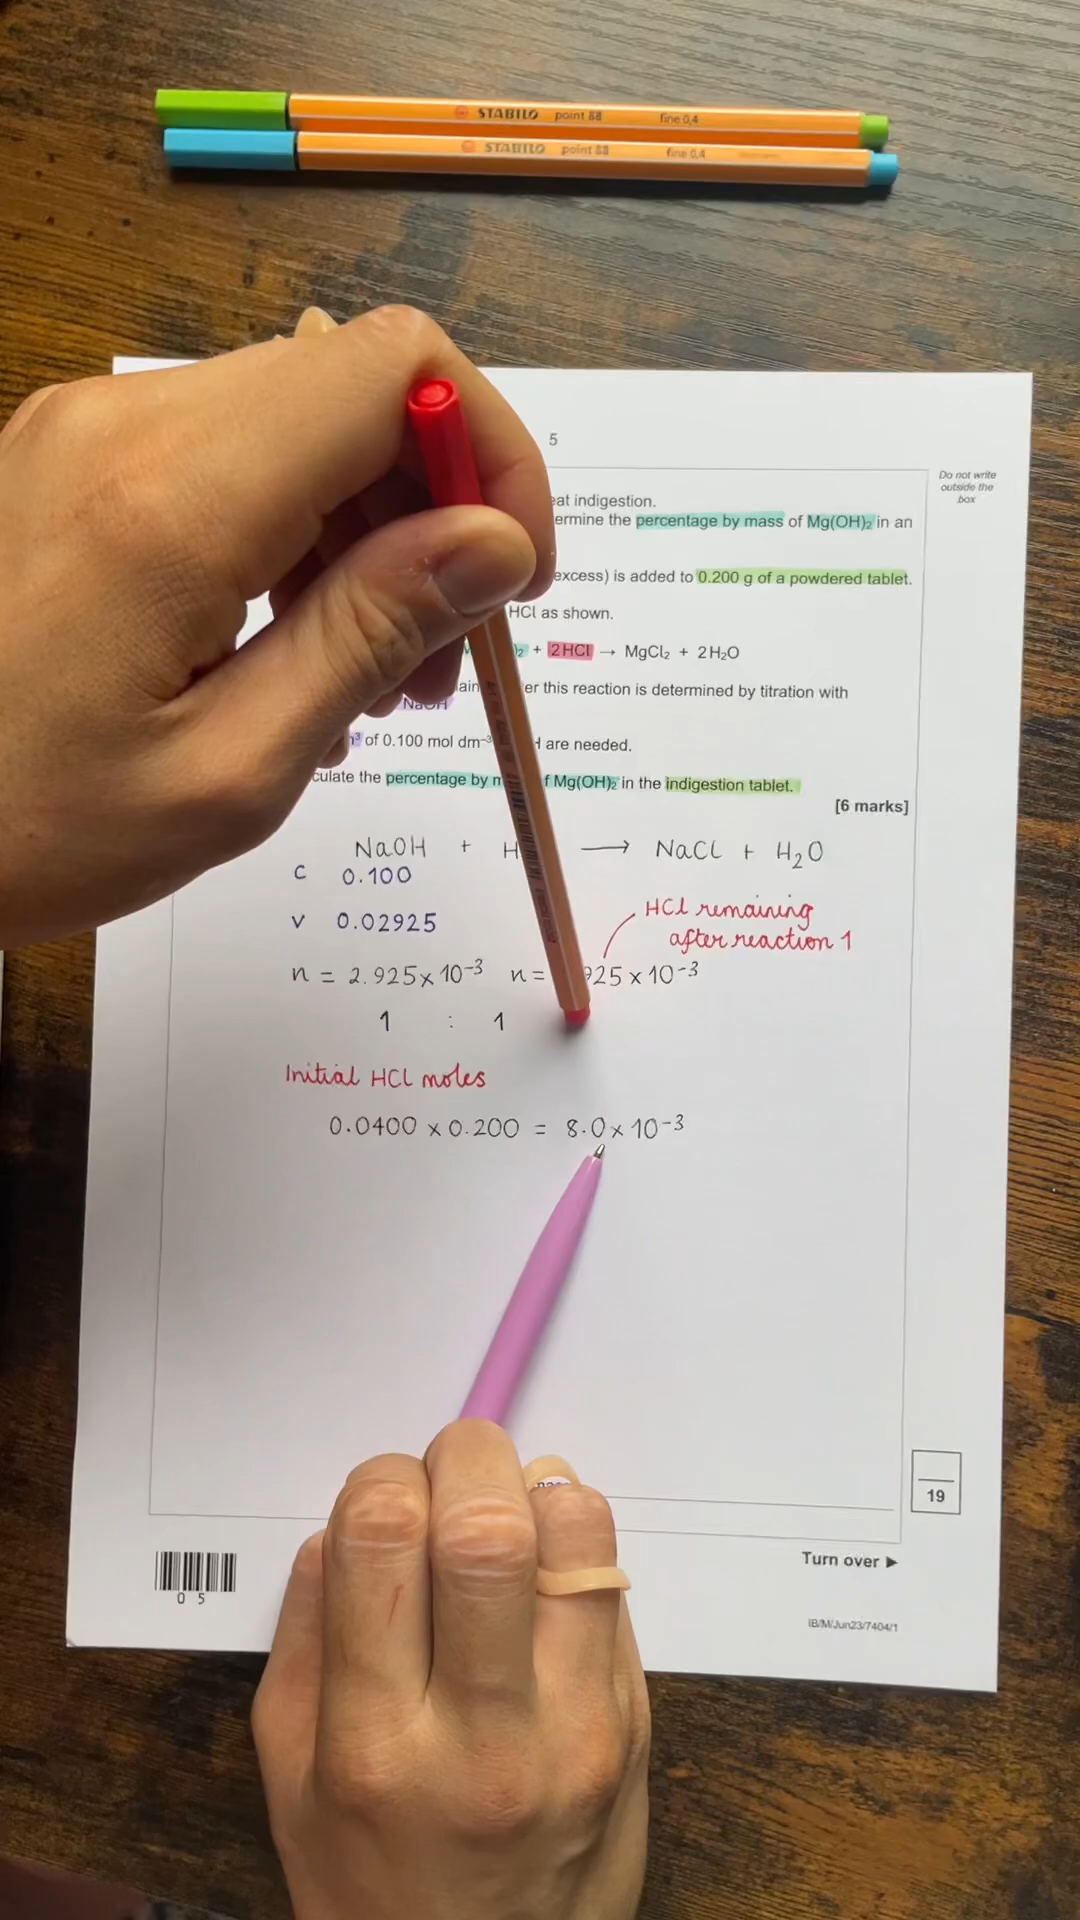 STABILO point 88 fine 0,4
STABILO point 88 fine 0,4
5
Do not write
outside the
box
eat indigestion.
ermine the percentage by mass of Mg(OH)₂ in an
excess) is added to 0.200 g of a powdered tablet.
HCl as shown.
)₂ + 2HCl → MgCl₂ + 2H₂O
ain er this reaction is determined by titration with
NaOH
m³ of 0.100 mol dm⁻³ H are needed.
culate the percentage by m f Mg(OH)₂ in the indigestion tablet.
[6 marks]
NaOH + H ⟶ NaCl + H₂O
c 0.100
v 0.02925
HCl remaining
after reaction 1
n = 2.925 x 10⁻³ n = 925 x 10⁻³
1 : 1
Initial HCl moles
0.0400 x 0.200 = 8.0 x 10⁻³
19
Turn over ►
0 5
IB/M/Jun23/7404/1